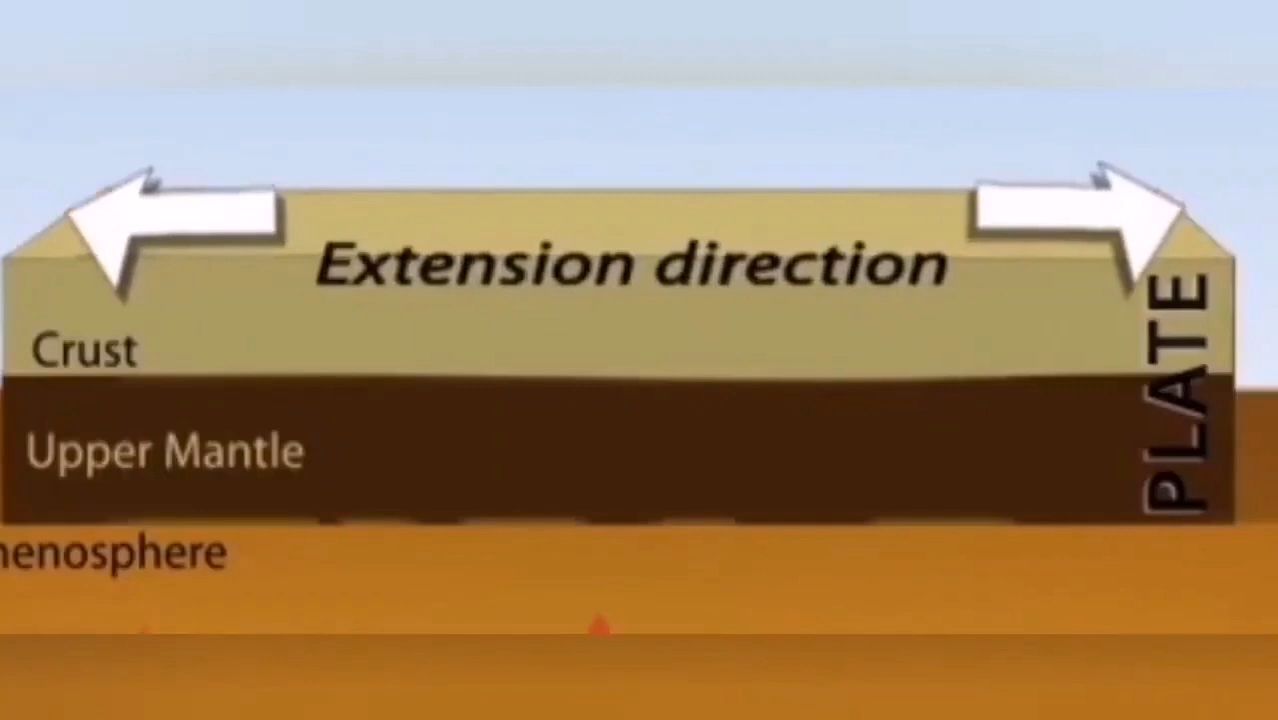 Extension direction
Crust
PLATE
Upper Mantle
henosphere